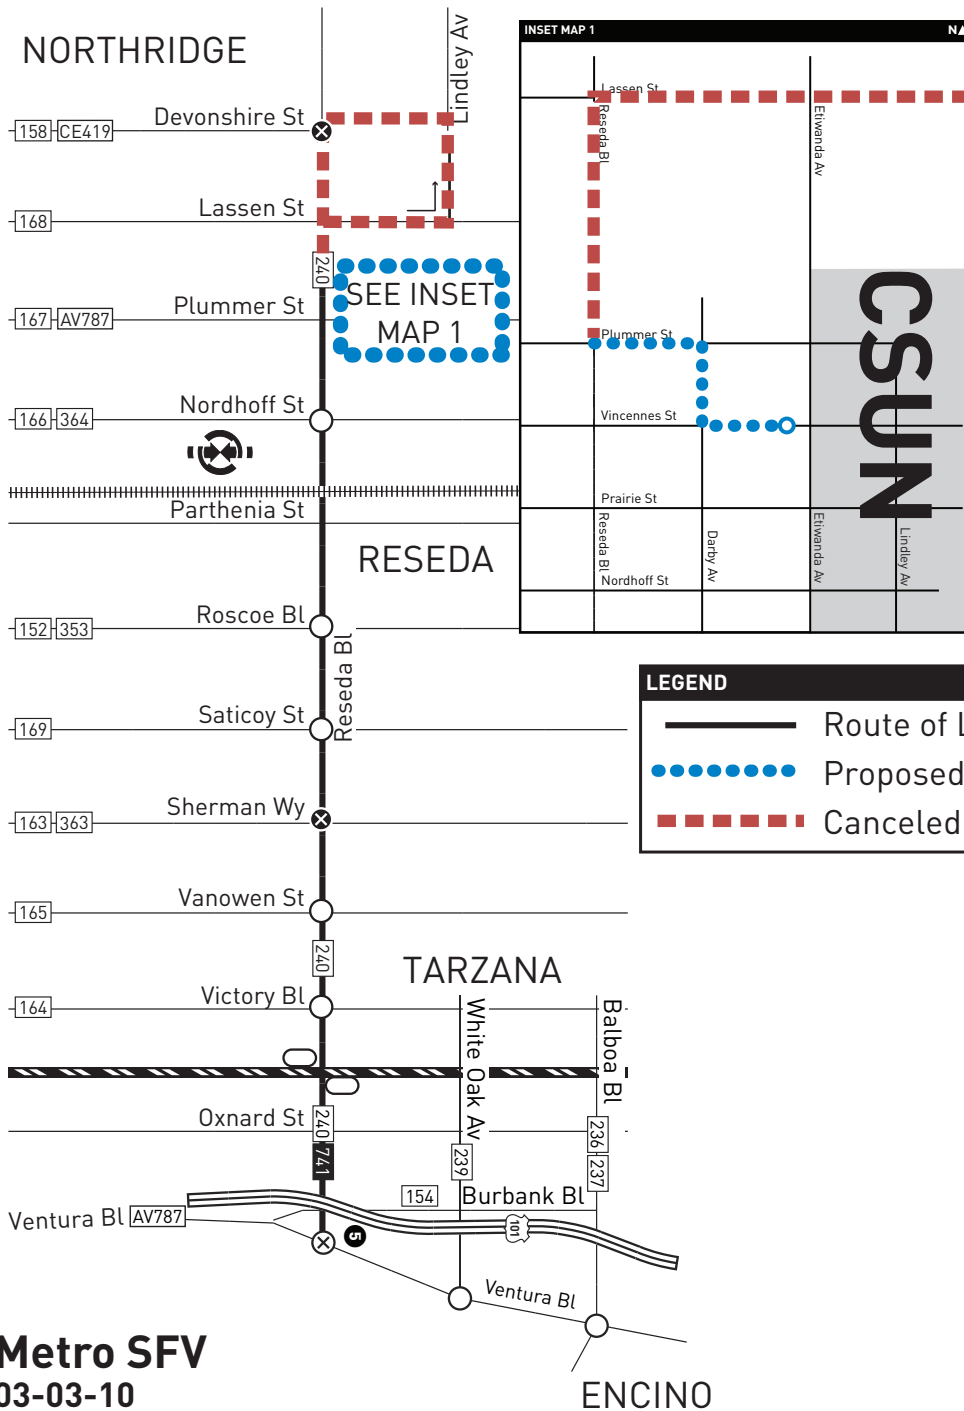 NORTHRIDGE
Lindley Av
INSET MAP 1
N
Devonshire St
158
CE419
Lassen St
168
240
SEE INSET
MAP 1
Plummer St
167
AV787
Nordhoff St
166
364
Parthenia St
RESEDA
Roscoe Bl
152
353
Reseda Bl
Saticoy St
169
Sherman Wy
163
363
Vanowen St
165
240
TARZANA
Victory Bl
164
White Oak Av
Balboa Bl
Oxnard St
240
741
239
236
237
154
Burbank Bl
Ventura Bl
AV787
5
101
Ventura Bl
ENCINO
Metro SFV
03-03-10
Lassen St
Reseda Bl
Etiwanda Av
CSUN
Plummer St
Vincennes St
Prairie St
Reseda Bl
Darby Av
Etiwanda Av
Lindley Av
Nordhoff St
LEGEND
Route of L
Proposed
Canceled